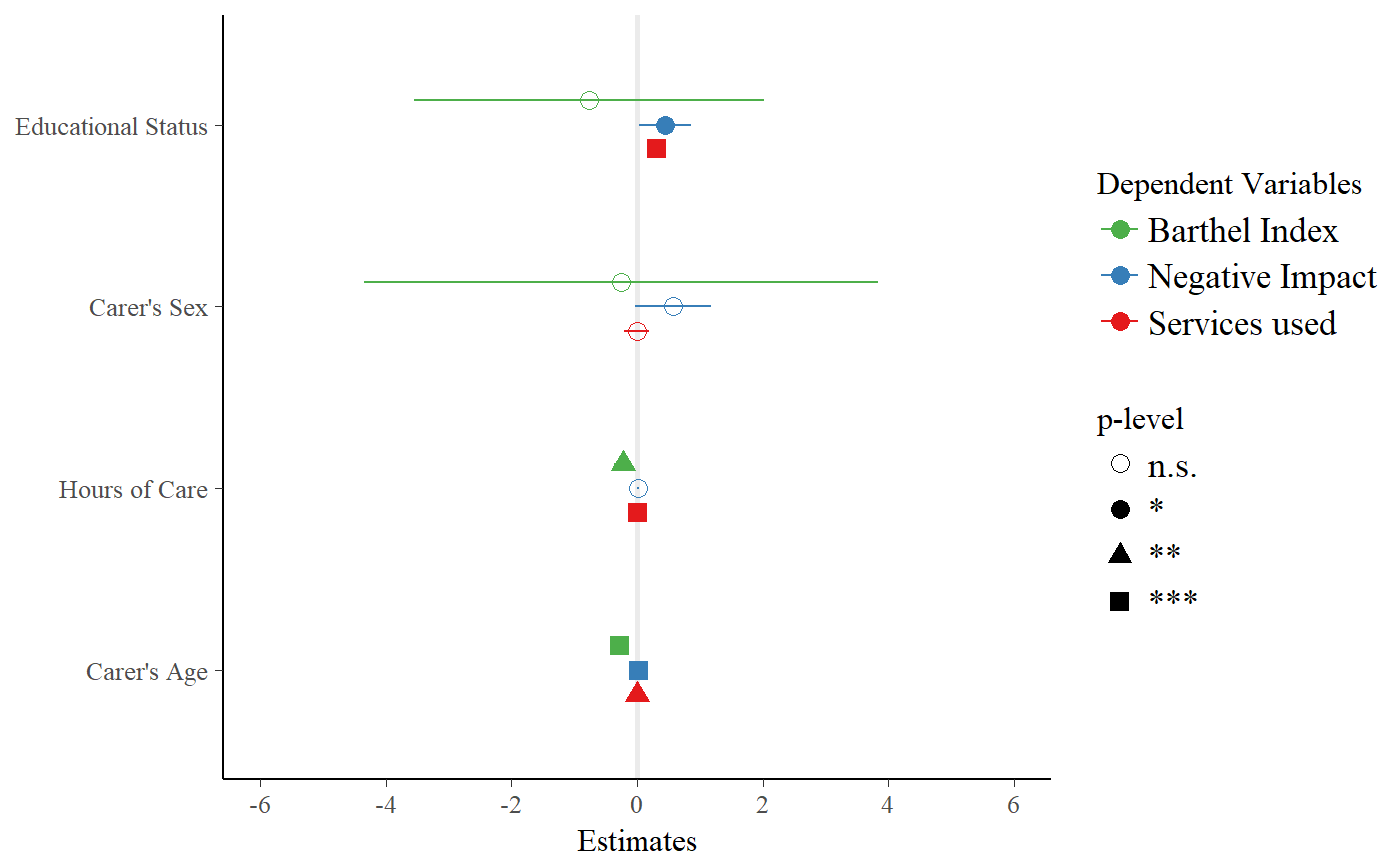 Educational Status
Carer's Sex
Hours of Care
Carer's Age
-6 -4 -2 0 2 4 6
Estimates
Dependent Variables
Barthel Index
Negative Impact
Services used
p-level
n.s.
*
**
***